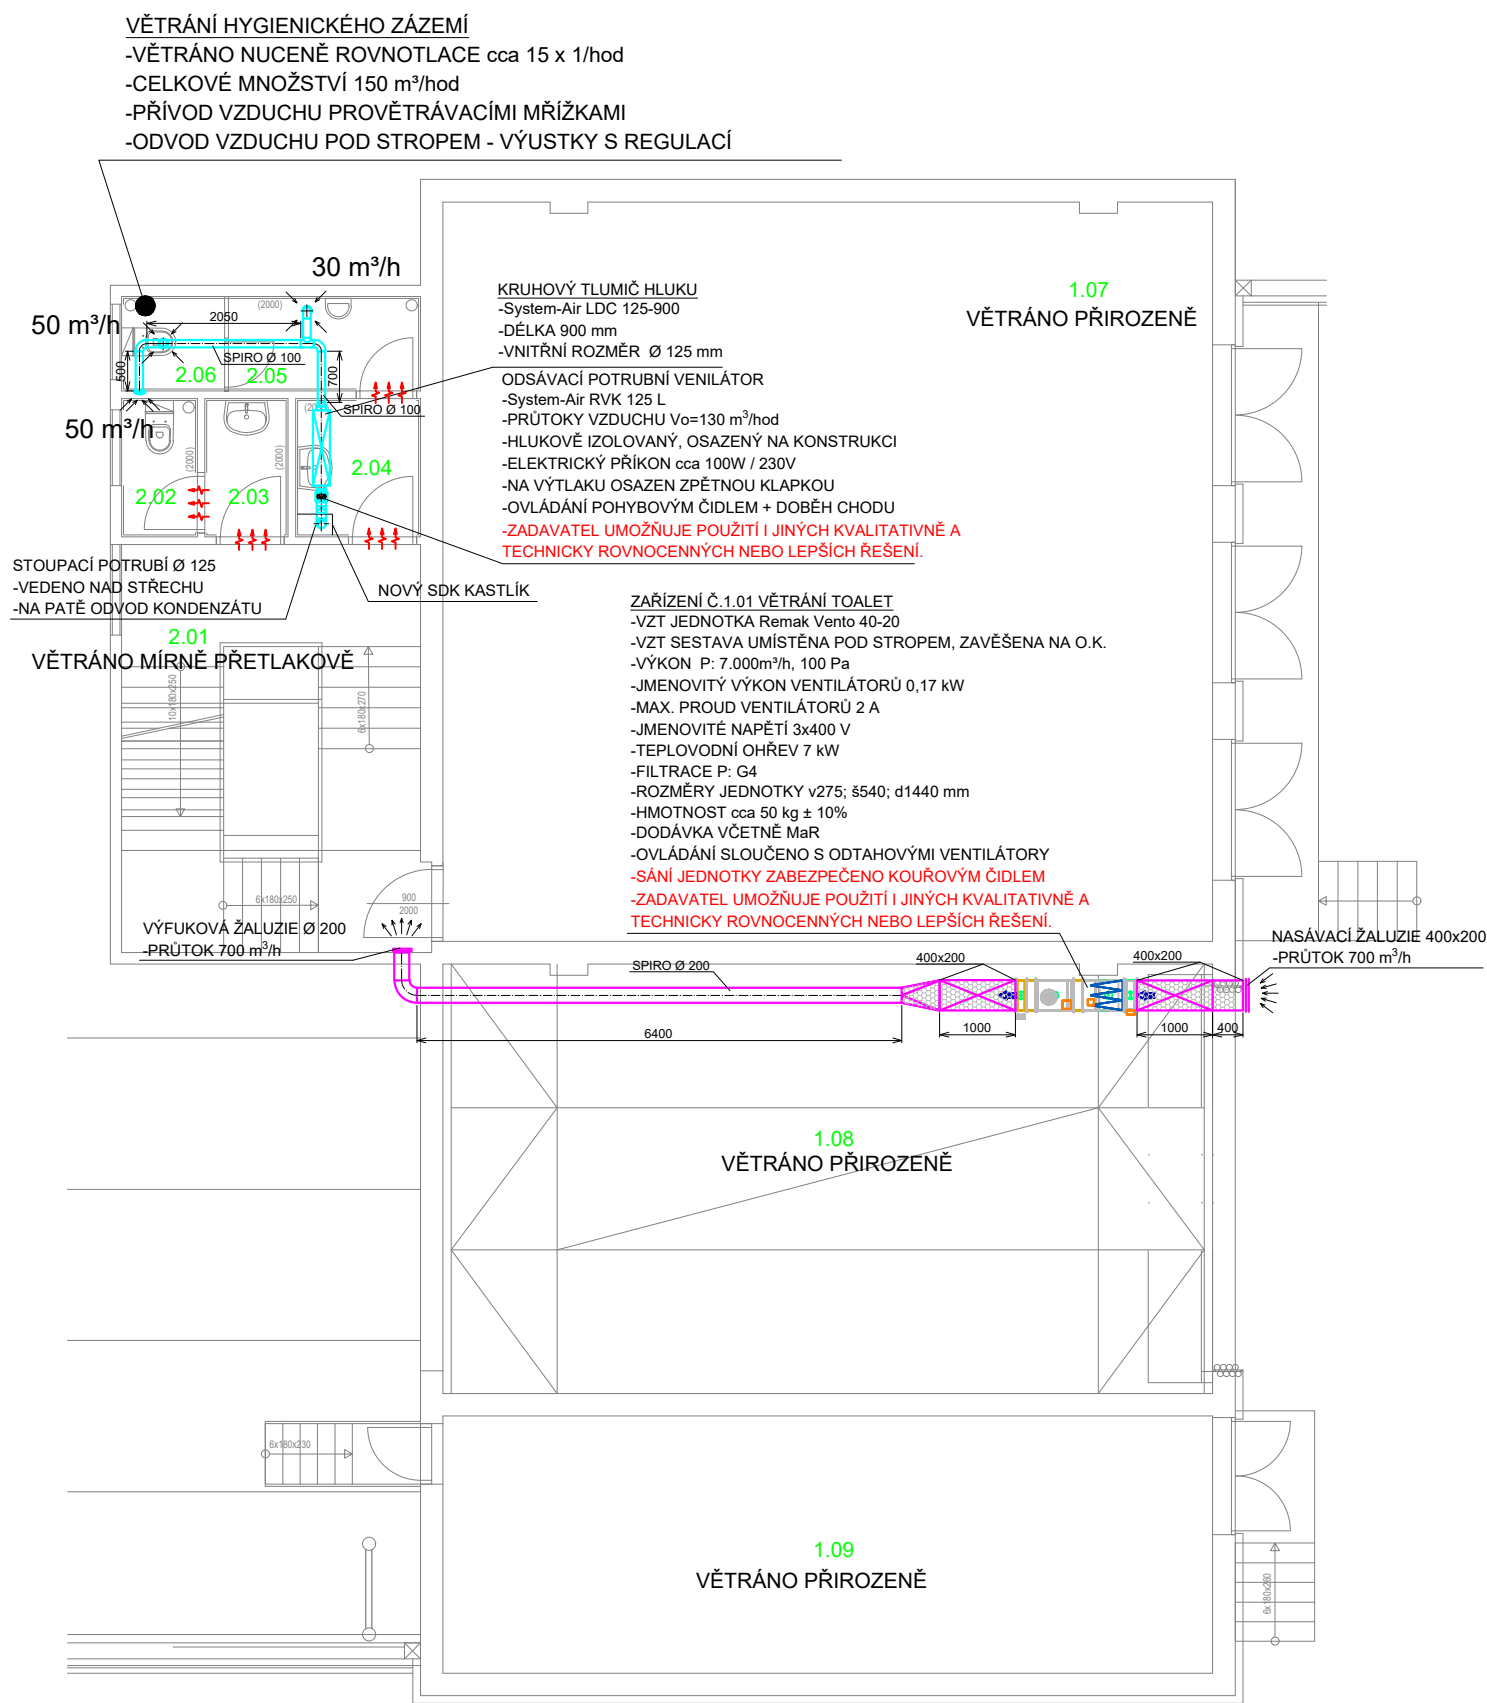 VĚTRÁNÍ HYGIENICKÉHO ZÁZEMÍ
-VĚTRÁNO NUCENĚ ROVNOTLACE cca 15 x 1/hod
-CELKOVÉ MNOŽSTVÍ 150 m³/hod
-PŘÍVOD VZDUCHU PROVĚTRÁVACÍMI MŘÍŽKAMI
-ODVOD VZDUCHU POD STROPEM - VÝUSTKY S REGULACÍ
30 m³/h
50 m³/h
50 m³/h
(2000)
2050
SPIRO Ø 100
500
700
2.06
2.05
SPIRO Ø 100
(2000)
(2000)
2.02
2.03
2.04
KRUHOVÝ TLUMIČ HLUKU
-System-Air LDC 125-900
-DÉLKA 900 mm
-VNITŘNÍ ROZMĚR Ø 125 mm
ODSÁVACÍ POTRUBNÍ VENILÁTOR
-System-Air RVK 125 L
-PRŮTOKY VZDUCHU Vo=130 m³/hod
-HLUKOVĚ IZOLOVANÝ, OSAZENÝ NA KONSTRUKCI
-ELEKTRICKÝ PŘÍKON cca 100W / 230V
-NA VÝTLAKU OSAZEN ZPĚTNOU KLAPKOU
-OVLÁDÁNÍ POHYBOVÝM ČIDLEM + DOBĚH CHODU
-ZADAVATEL UMOŽŇUJE POUŽITÍ I JINÝCH KVALITATIVNĚ A
TECHNICKY ROVNOCENNÝCH NEBO LEPŠÍCH ŘEŠENÍ.
1.07
VĚTRÁNO PŘIROZENĚ
STOUPACÍ POTRUBÍ Ø 125
-VEDENO NAD STŘECHU
-NA PATĚ ODVOD KONDENZÁTU
NOVÝ SDK KASTLÍK
2.01
VĚTRÁNO MÍRNĚ PŘETLAKOVĚ
10x180x250
6x180x270
6x180x250
ZAŘÍZENÍ Č.1.01 VĚTRÁNÍ TOALET
-VZT JEDNOTKA Remak Vento 40-20
-VZT SESTAVA UMÍSTĚNA POD STROPEM, ZAVĚŠENA NA O.K.
-VÝKON P: 7.000m³/h, 100 Pa
-JMENOVITÝ VÝKON VENTILÁTORŮ 0,17 kW
-MAX. PROUD VENTILÁTORŮ 2 A
-JMENOVITÉ NAPĚTÍ 3x400 V
-TEPLOVODNÍ OHŘEV 7 kW
-FILTRACE P: G4
-ROZMĚRY JEDNOTKY v275; š540; d1440 mm
-HMOTNOST cca 50 kg ± 10%
-DODÁVKA VČETNĚ MaR
-OVLÁDÁNÍ SLOUČENO S ODTAHOVÝMI VENTILÁTORY
-SÁNÍ JEDNOTKY ZABEZPEČENO KOUŘOVÝM ČIDLEM
-ZADAVATEL UMOŽŇUJE POUŽITÍ I JINÝCH KVALITATIVNĚ A
TECHNICKY ROVNOCENNÝCH NEBO LEPŠÍCH ŘEŠENÍ.
900
2000
VÝFUKOVÁ ŽALUZIE Ø 200
-PRŮTOK 700 m³/h
SPIRO Ø 200
400x200
400x200
NASÁVACÍ ŽALUZIE 400x200
-PRŮTOK 700 m³/h
6400
1000
1000
400
1.08
VĚTRÁNO PŘIROZENĚ
6x180x230
1.09
VĚTRÁNO PŘIROZENĚ
6x180x260